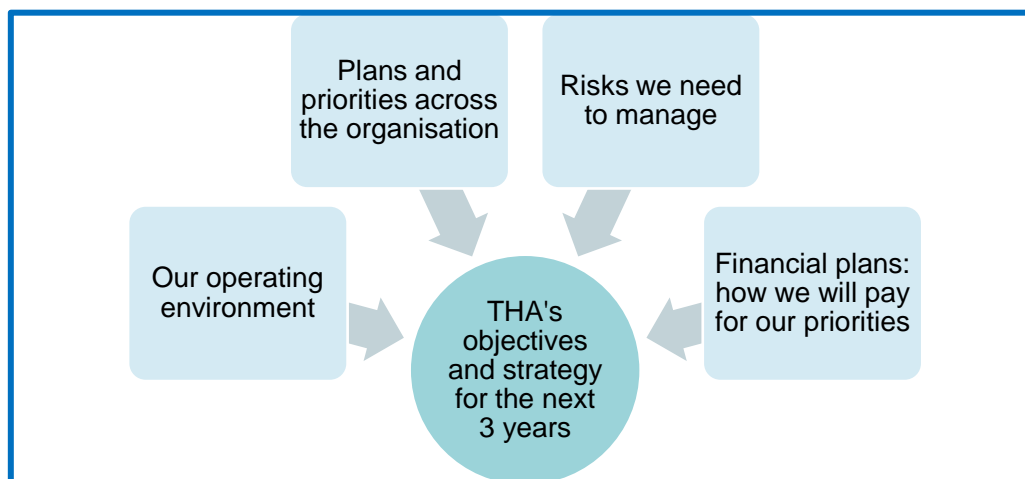 Plans and
priorities across
the organisation
Risks we need
to manage
Our operating
environment
Financial plans:
how we will pay
for our priorities
THA's
objectives
and strategy
for the next
3 years